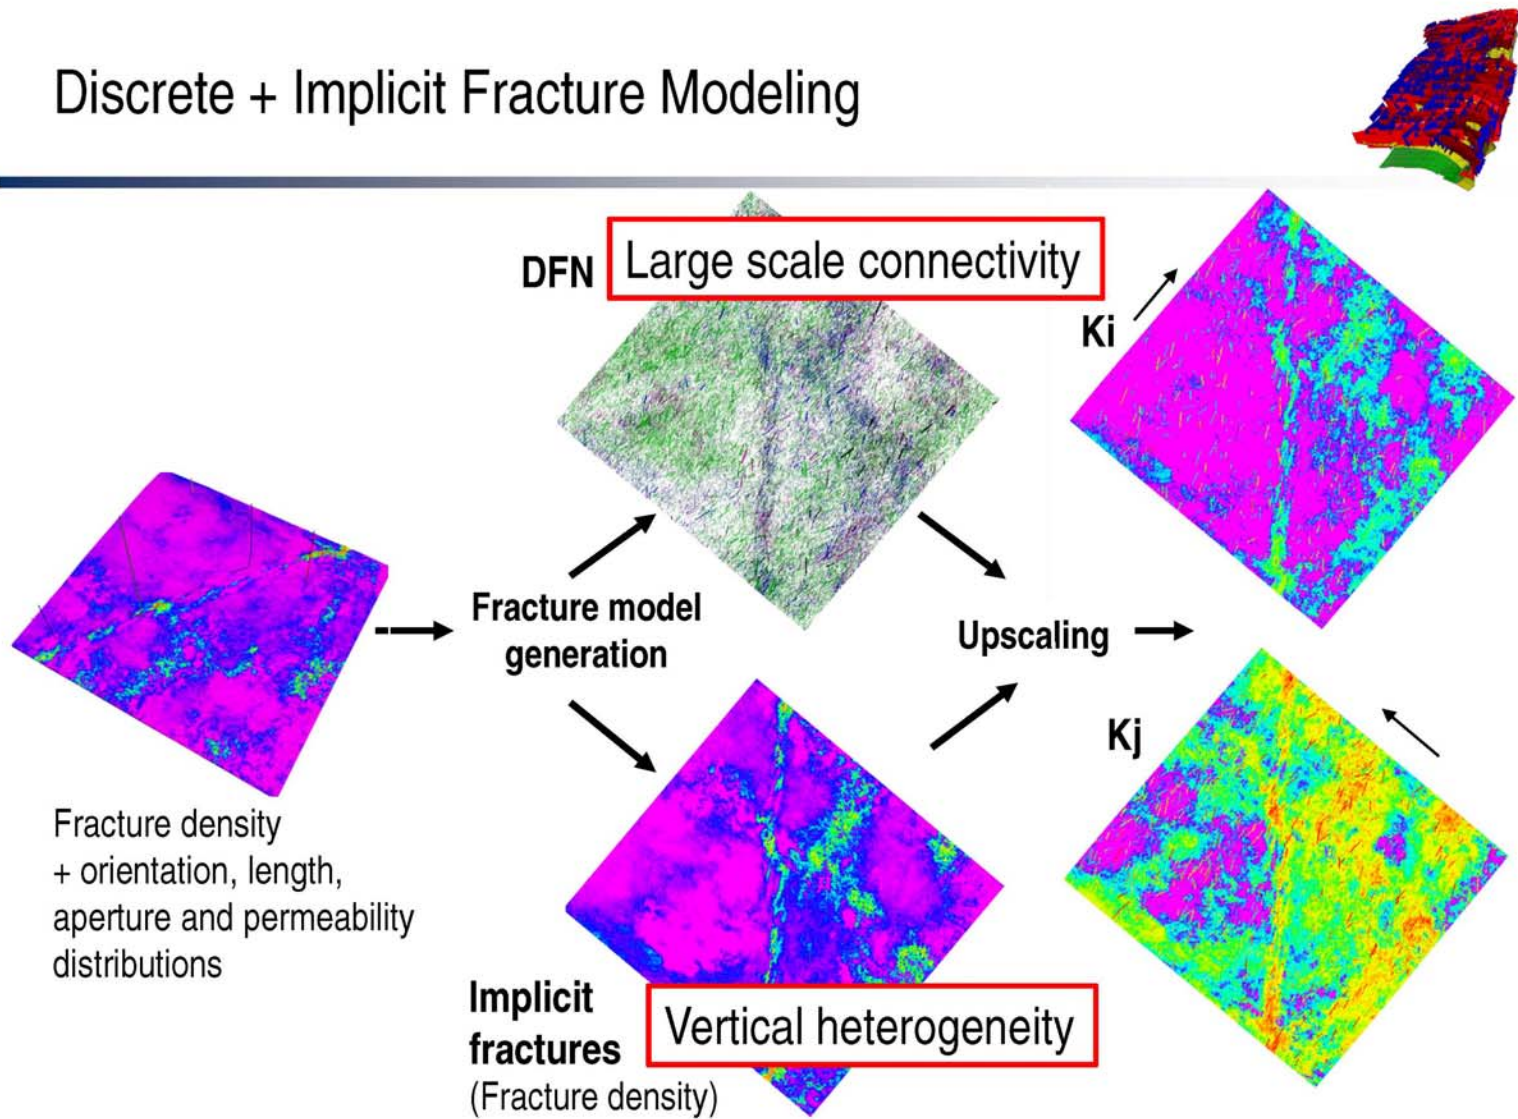 Discrete + Implicit Fracture Modeling
DFN
Large scale connectivity
Ki
Fracture model
generation
Upscaling
Kj
Fracture density
+ orientation, length,
aperture and permeability
distributions
Implicit
fractures
(Fracture density)
Vertical heterogeneity